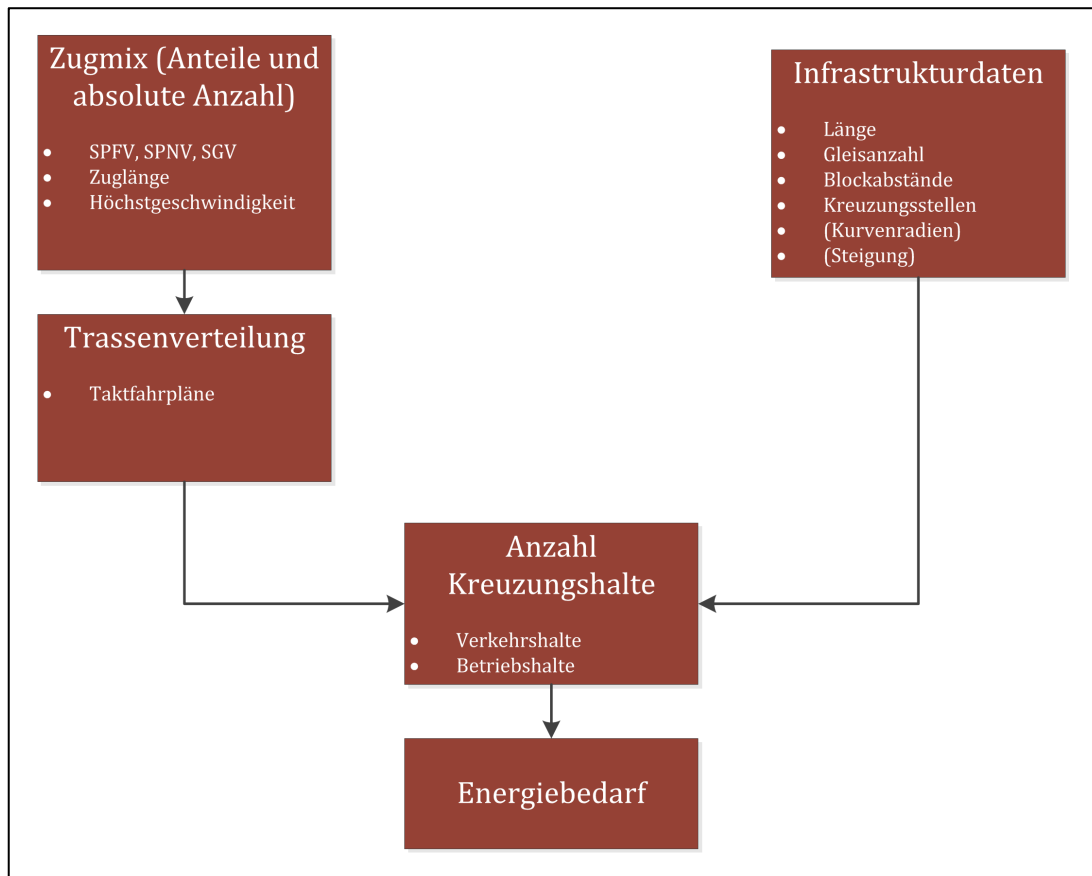 Zugmix (Anteile und
absolute Anzahl)
• SPFV, SPNV, SGV
• Zuglänge
• Höchstgeschwindigkeit
Infrastrukturdaten
• Länge
• Gleisanzahl
• Blockabstände
• Kreuzungsstellen
• (Kurvenradien)
• (Steigung)
Trassenverteilung
• Taktfahrpläne
Anzahl
Kreuzungshalte
• Verkehrshalte
• Betriebshalte
Energiebedarf